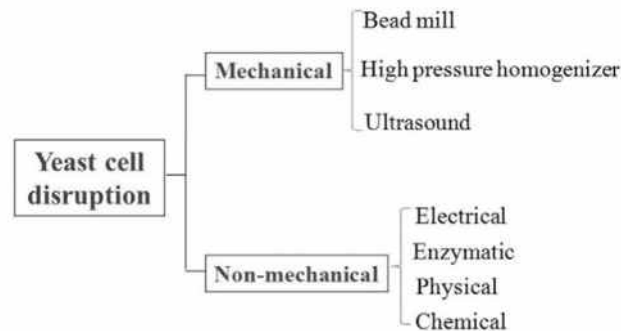 Bead mill
Mechanical
High pressure homogenizer
Ultrasound
Yeast cell
disruption
Electrical
Enzymatic
Non-mechanical
Physical
Chemical